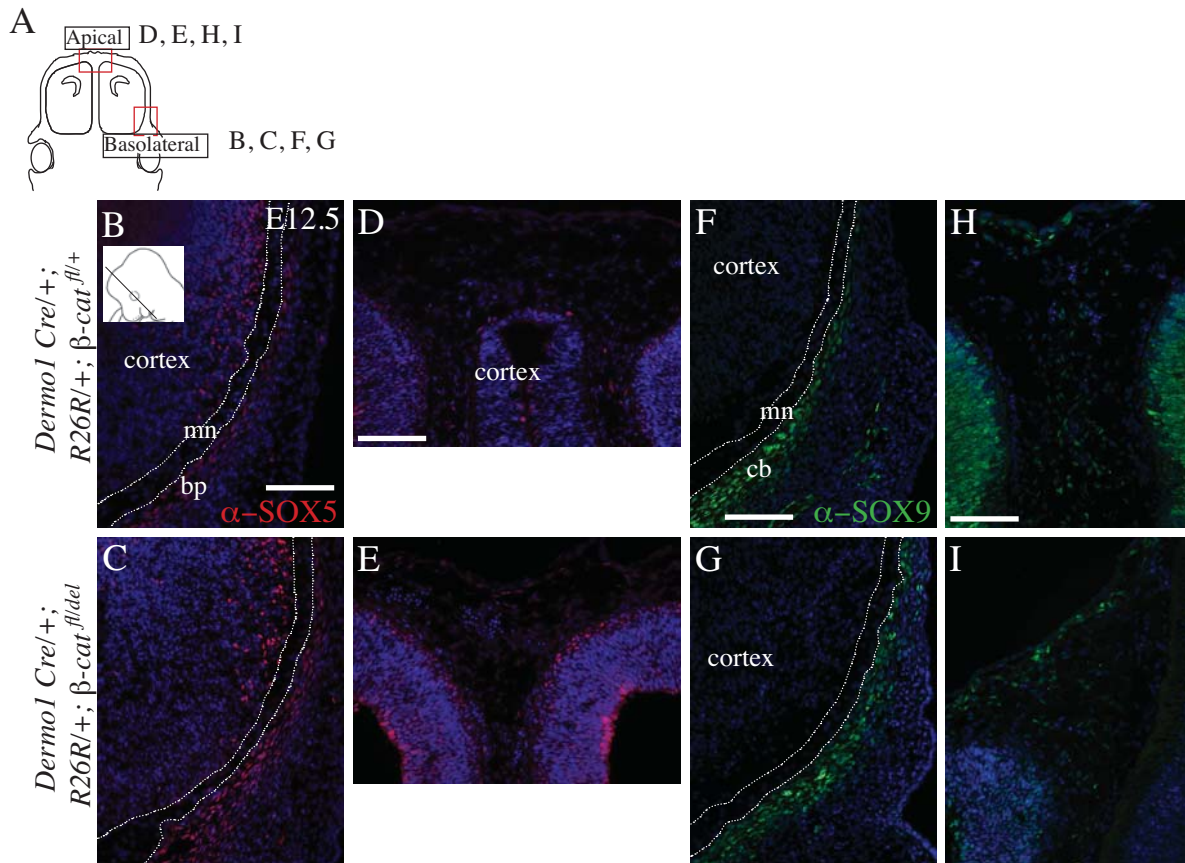 A
Apical
D, E, H, I
Basolateral
B, C, F, G
Dermo1 Cre/+;
R26R/+; β-cat fl/+
B
E12.5
cortex
mn
bp
α–SOX5
D
cortex
F
cortex
mn
cb
α–SOX9
H
Dermo1 Cre/+;
R26R/+; β-cat fl/del
C
E
G
cortex
I